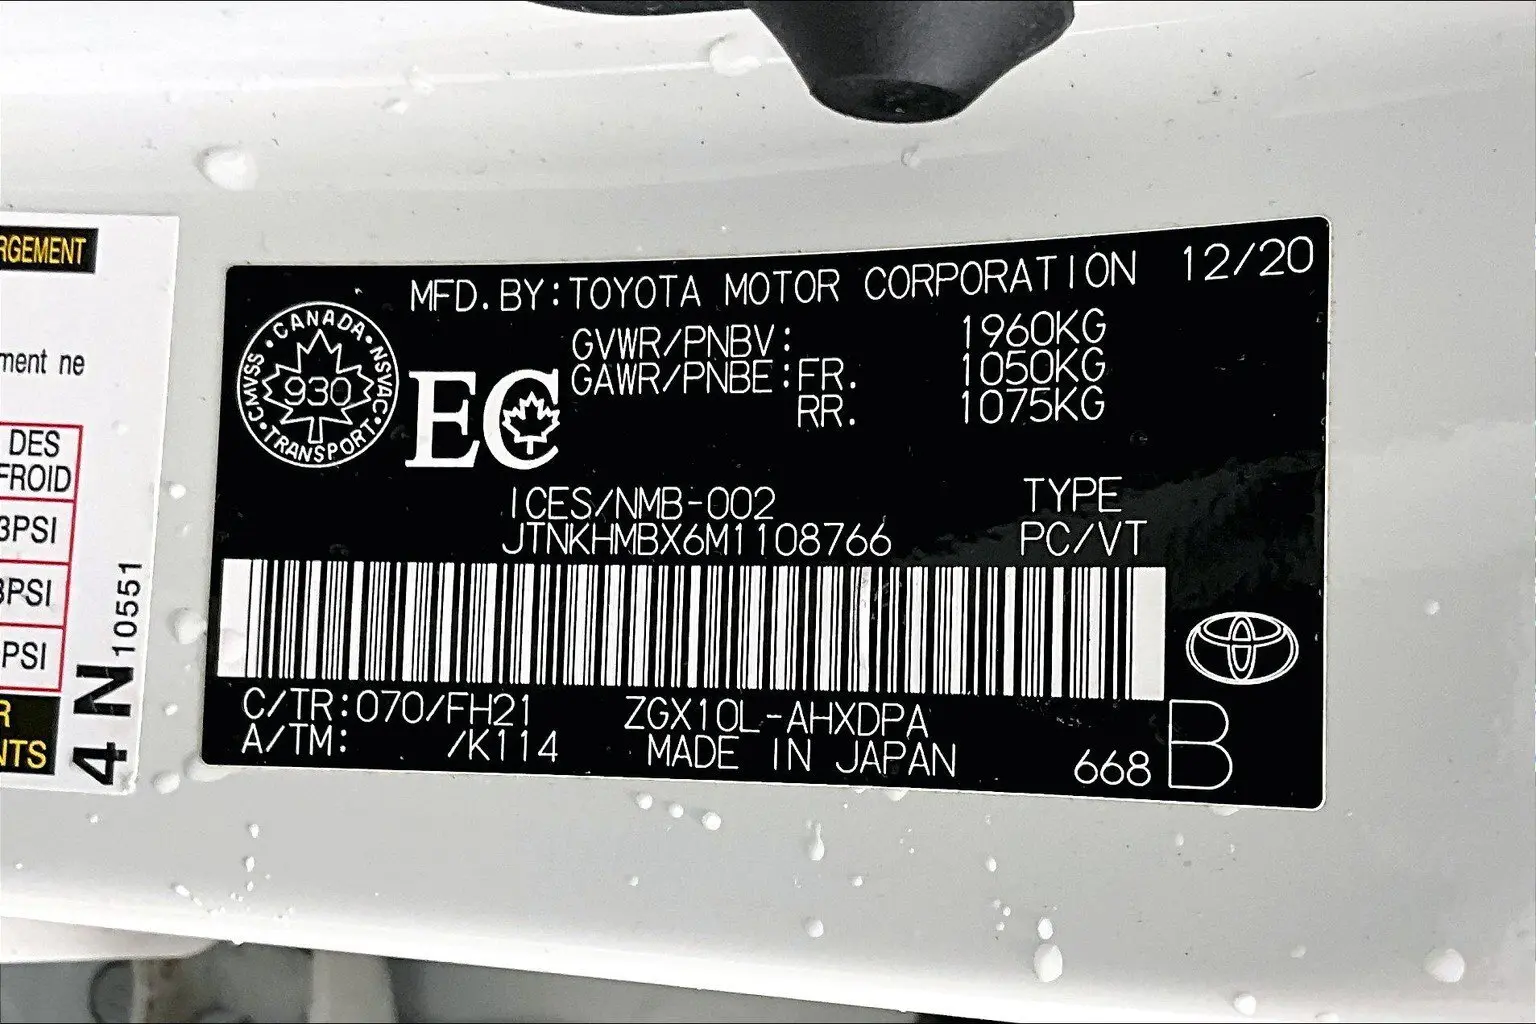 RGEMENT
ment ne
DES
FROID
3PSI
3PSI
PSI
R
NTS
4N 10551
MFD. BY: TOYOTA MOTOR CORPORATION 12/20
GVWR/PNBV: 1960KG
GAWR/PNBE: FR. 1050KG
RR. 1075KG
CANADA · NSVAC · TRANSPORT · CMVSS ·
930
EC
ICES/NMB-002 TYPE
JTNKHMBX6M1108766 PC/VT
C/TR:070/FH21 ZGX10L-AHXDPA
A/TM: /K114 MADE IN JAPAN 668 B